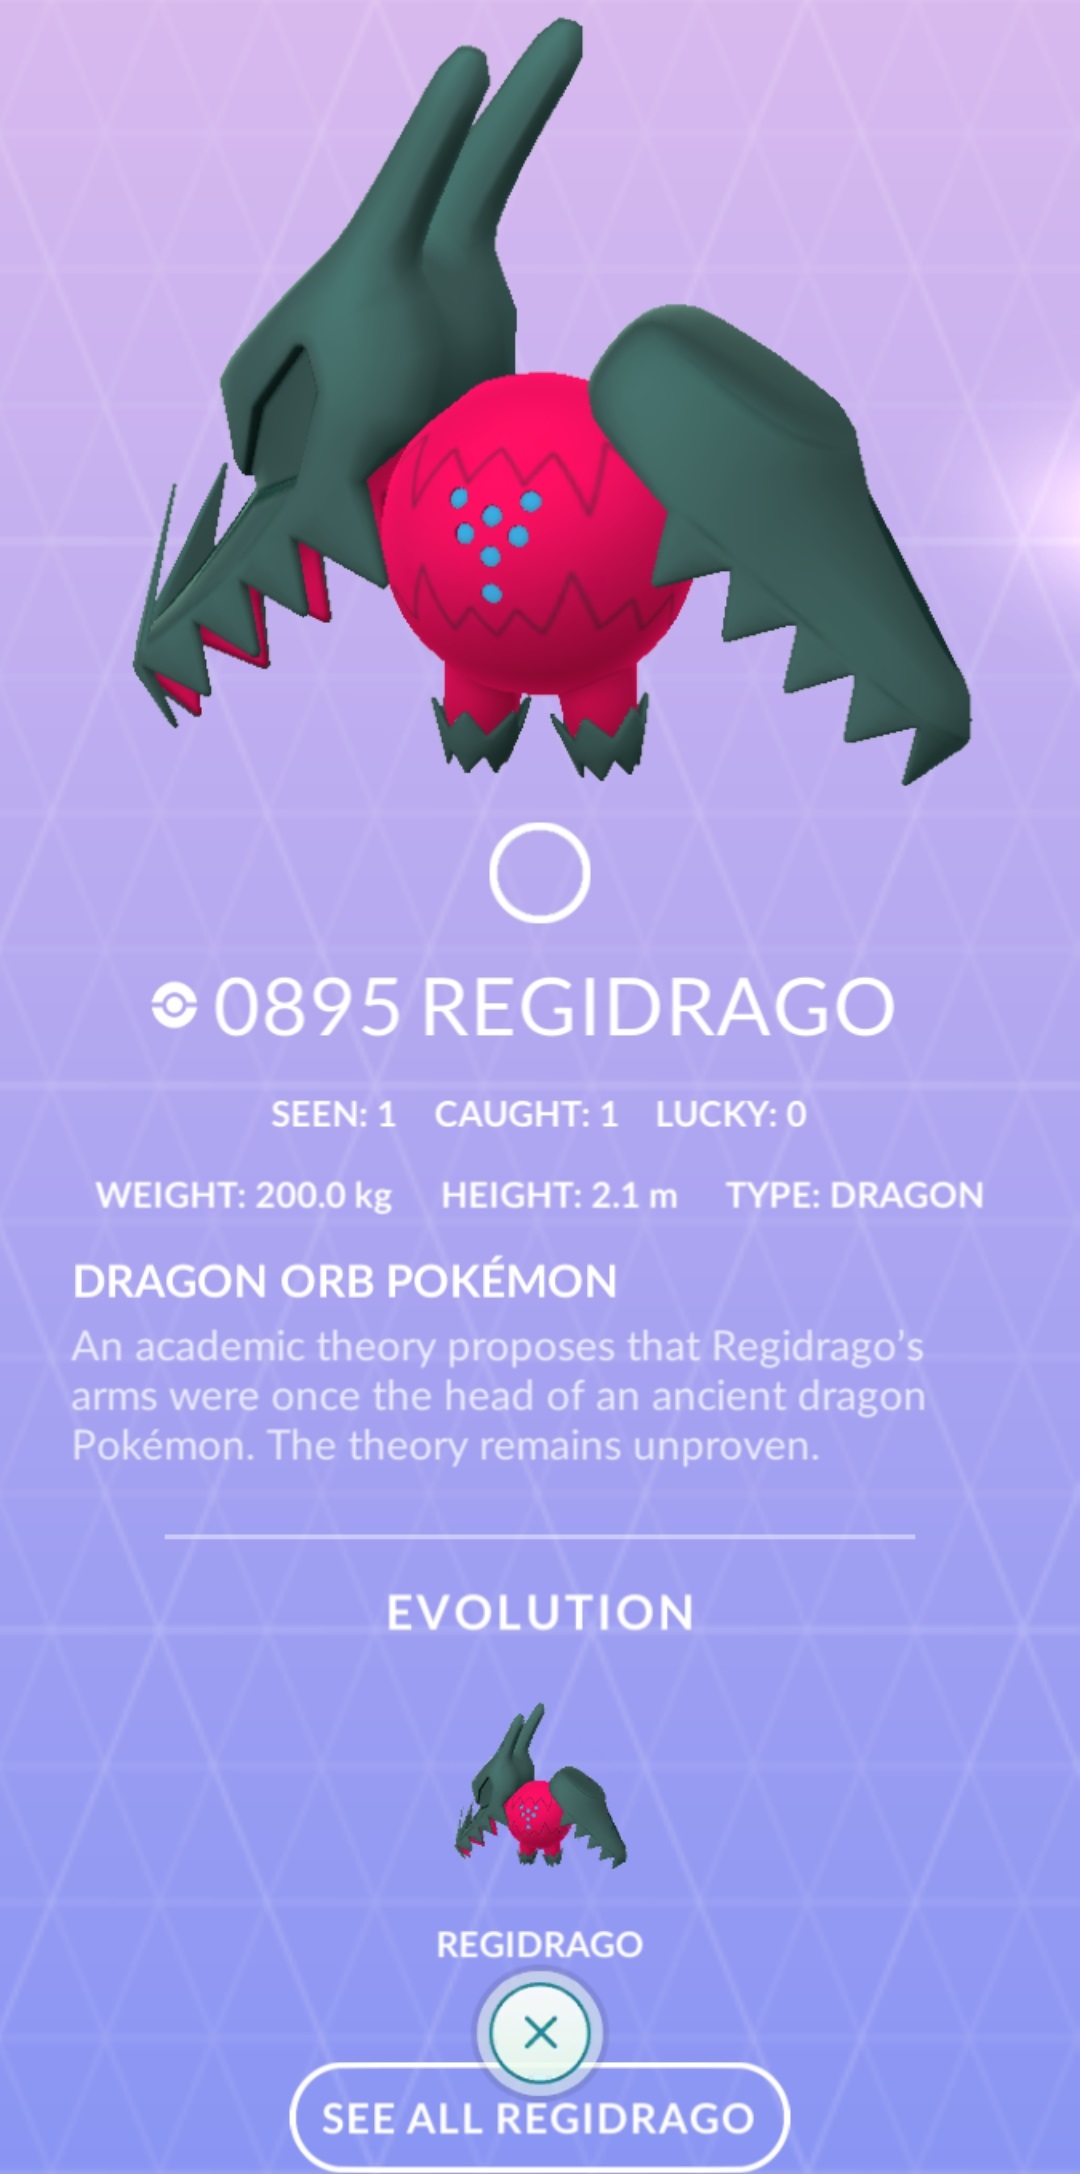 0895 REGIDRAGO
SEEN: 1 CAUGHT: 1 LUCKY: 0
WEIGHT: 200.0 kg HEIGHT: 2.1 m TYPE: DRAGON
DRAGON ORB POKÉMON
An academic theory proposes that Regidrago’s
arms were once the head of an ancient dragon
Pokémon. The theory remains unproven.
EVOLUTION
REGIDRAGO
SEE ALL REGIDRAGO